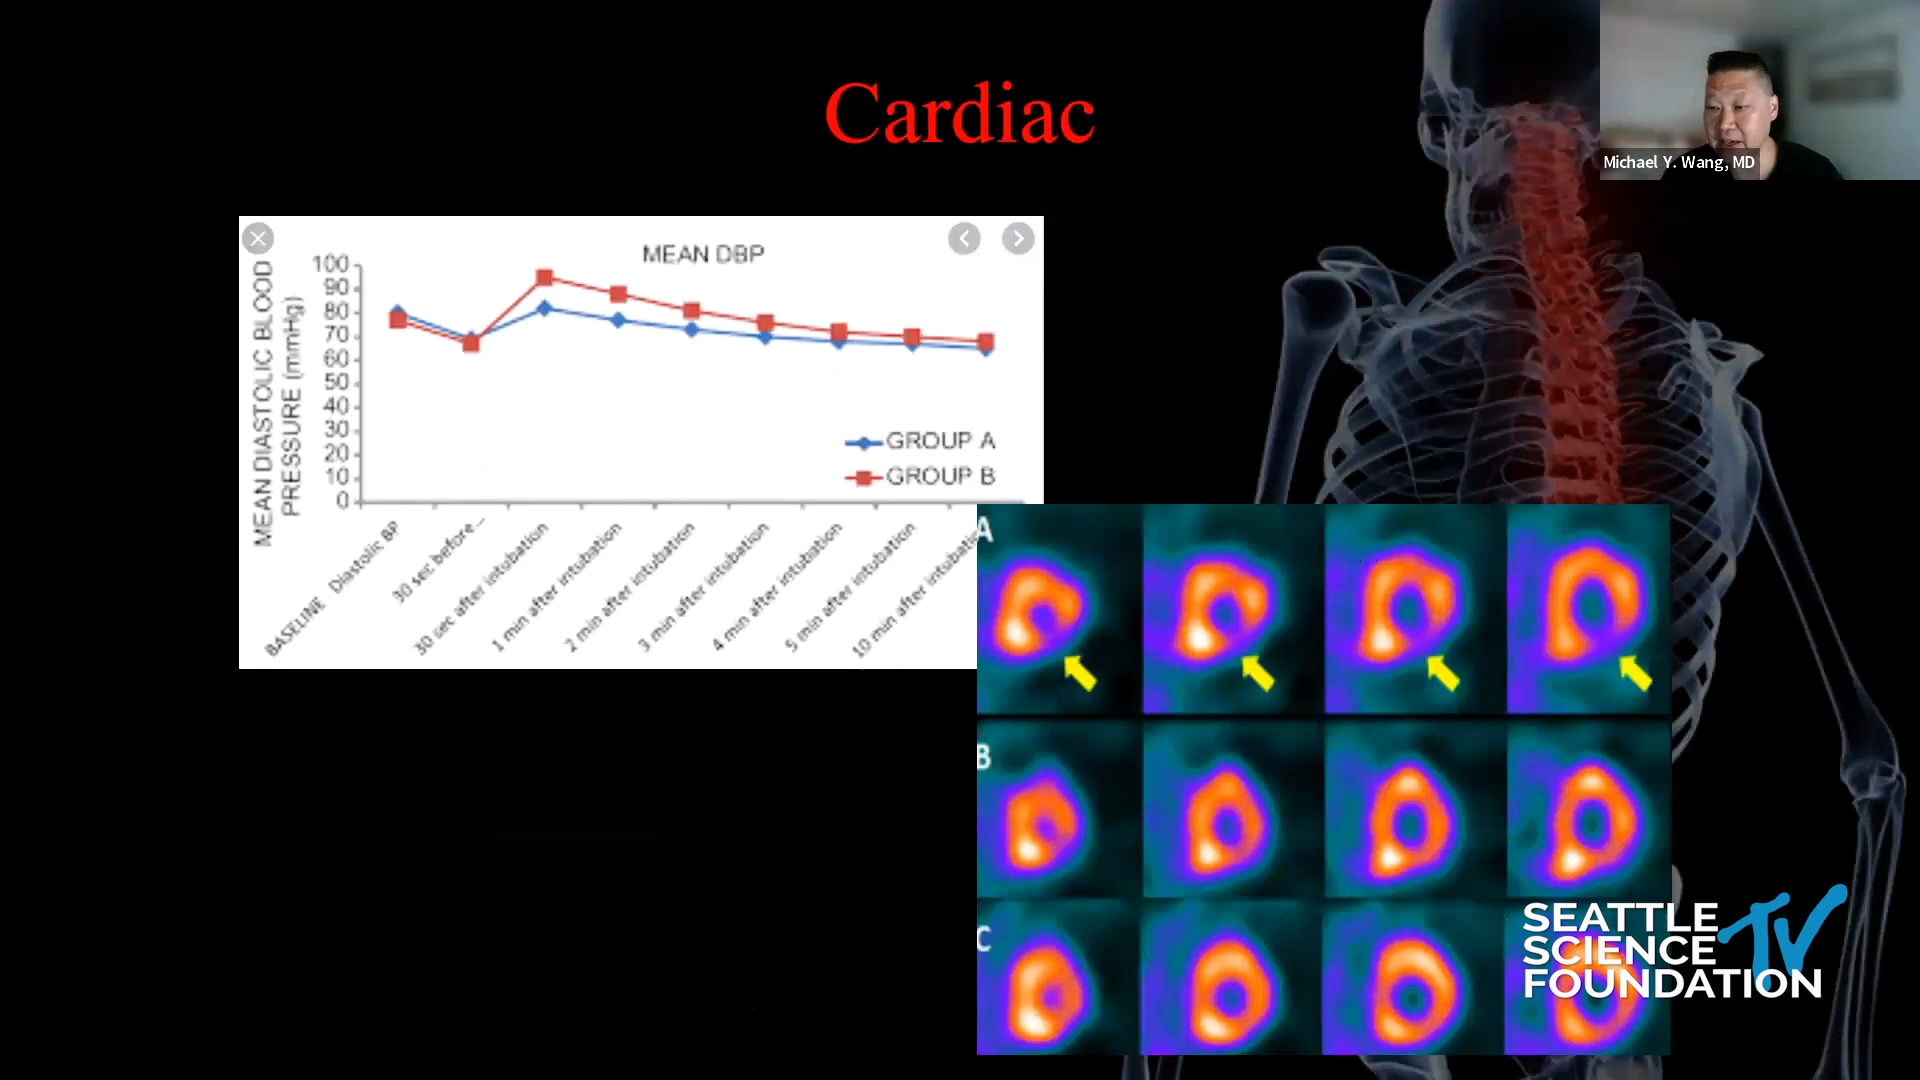 Cardiac
Michael Y. Wang, MD
MEAN DBP
MEAN DIASTOLIC BLOOD
PRESSURE (mmHg)
100
90
80
70
60
50
40
30
20
10
0
GROUP A
GROUP B
BASELINE Diastolic BP
30 sec before...
30 sec after intubation
1 min after intubation
2 min after intubation
3 min after intubation
4 min after intubation
5 min after intubation
10 min after intubatio
A
B
C
SEATTLE
SCIENCE
FOUNDATION
TV